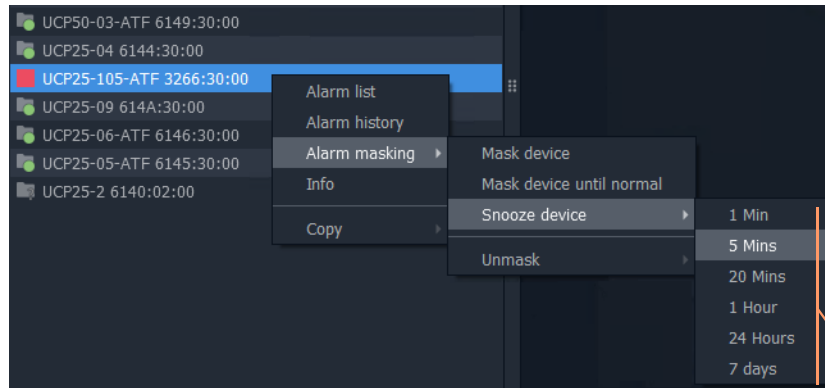 UCP50-03-ATF 6149:30:00
UCP25-04 6144:30:00
UCP25-105-ATF 3266:30:00
UCP25-09 614A:30:00
UCP25-06-ATF 6146:30:00
UCP25-05-ATF 6145:30:00
UCP25-2 6140:02:00
Alarm list
Alarm history
Alarm masking
Info
Copy
Mask device
Mask device until normal
Snooze device
Unmask
1 Min
5 Mins
20 Mins
1 Hour
24 Hours
7 days